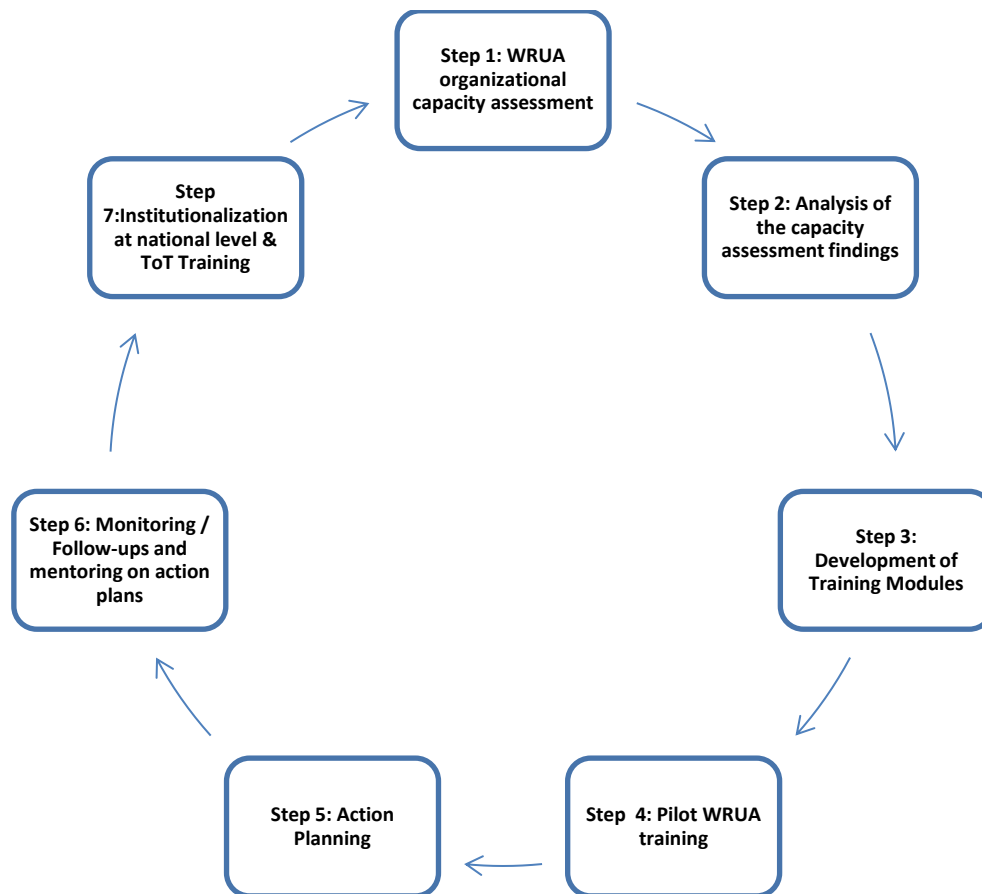 Step 1: WRUA
organizational
capacity assessment
Step 2: Analysis of
the capacity
assessment findings
Step 3:
Development of
Training Modules
Step  4: Pilot WRUA
training
Step 5: Action
Planning
Step 6: Monitoring /
Follow-ups and
mentoring on action
plans
Step
7:Institutionalization
at national level &
ToT Training